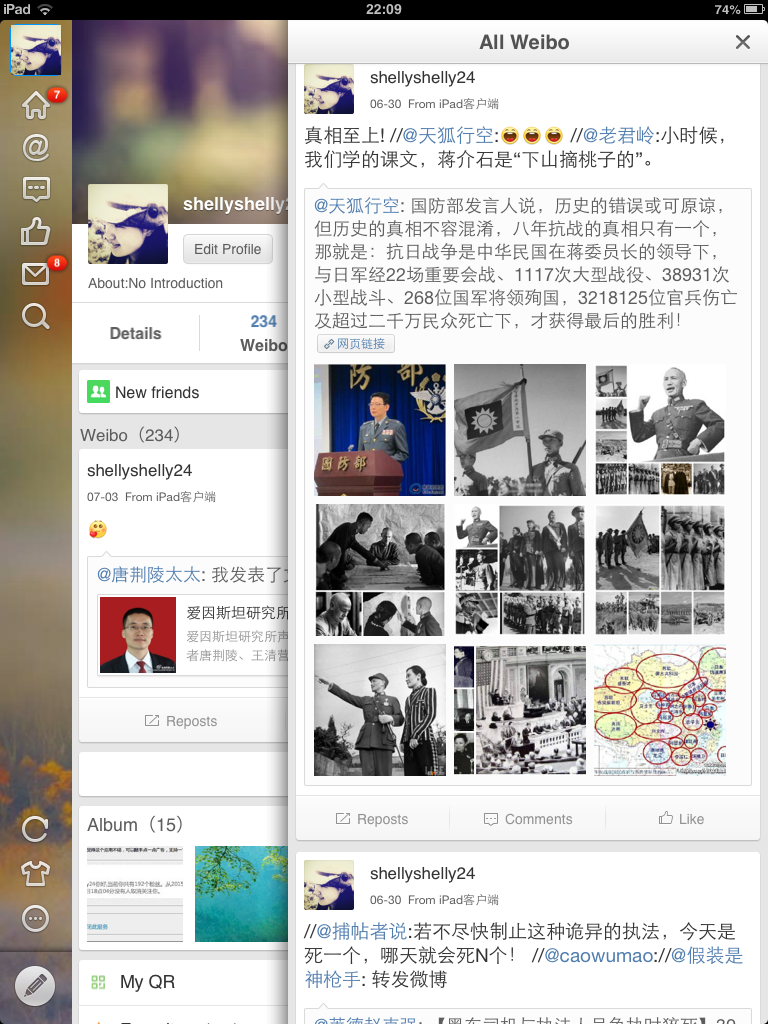 iPad
22:09
74%
All Weibo
7
8
shellyshelly2
Edit Profile
About:No Introduction
Details
234
Weibo
New friends
Weibo（234）
shellyshelly24
07-03 From iPad客户端
@唐荆陵太太: 我发表了
爱因斯坦研究所
爱因斯坦研究所声
者唐荆陵、王清营
Reposts
Album（15）
My QR
shellyshelly24
06-30 From iPad客户端
真相至上! //@天狐行空: //@老君岭:小时候，
我们学的课文，蒋介石是“下山摘桃子的”。
@天狐行空: 国防部发言人说，历史的错误或可原谅，
但历史的真相不容混淆，八年抗战的真相只有一个，
那就是：抗日战争是中华民国在蒋委员长的领导下，
与日军经22场重要会战、1117次大型战役、38931次
小型战斗、268位国军将领殉国，3218125位官兵伤亡
及超过二千万民众死亡下，才获得最后的胜利！
网页链接
防部
国防部
Reposts
Comments
Like
shellyshelly24
06-30 From iPad客户端
//@捕帖者说:若不尽快制止这种诡异的执法，今天是
死一个，哪天就会死N个！ //@caowumao://@假装是
神枪手: 转发微博